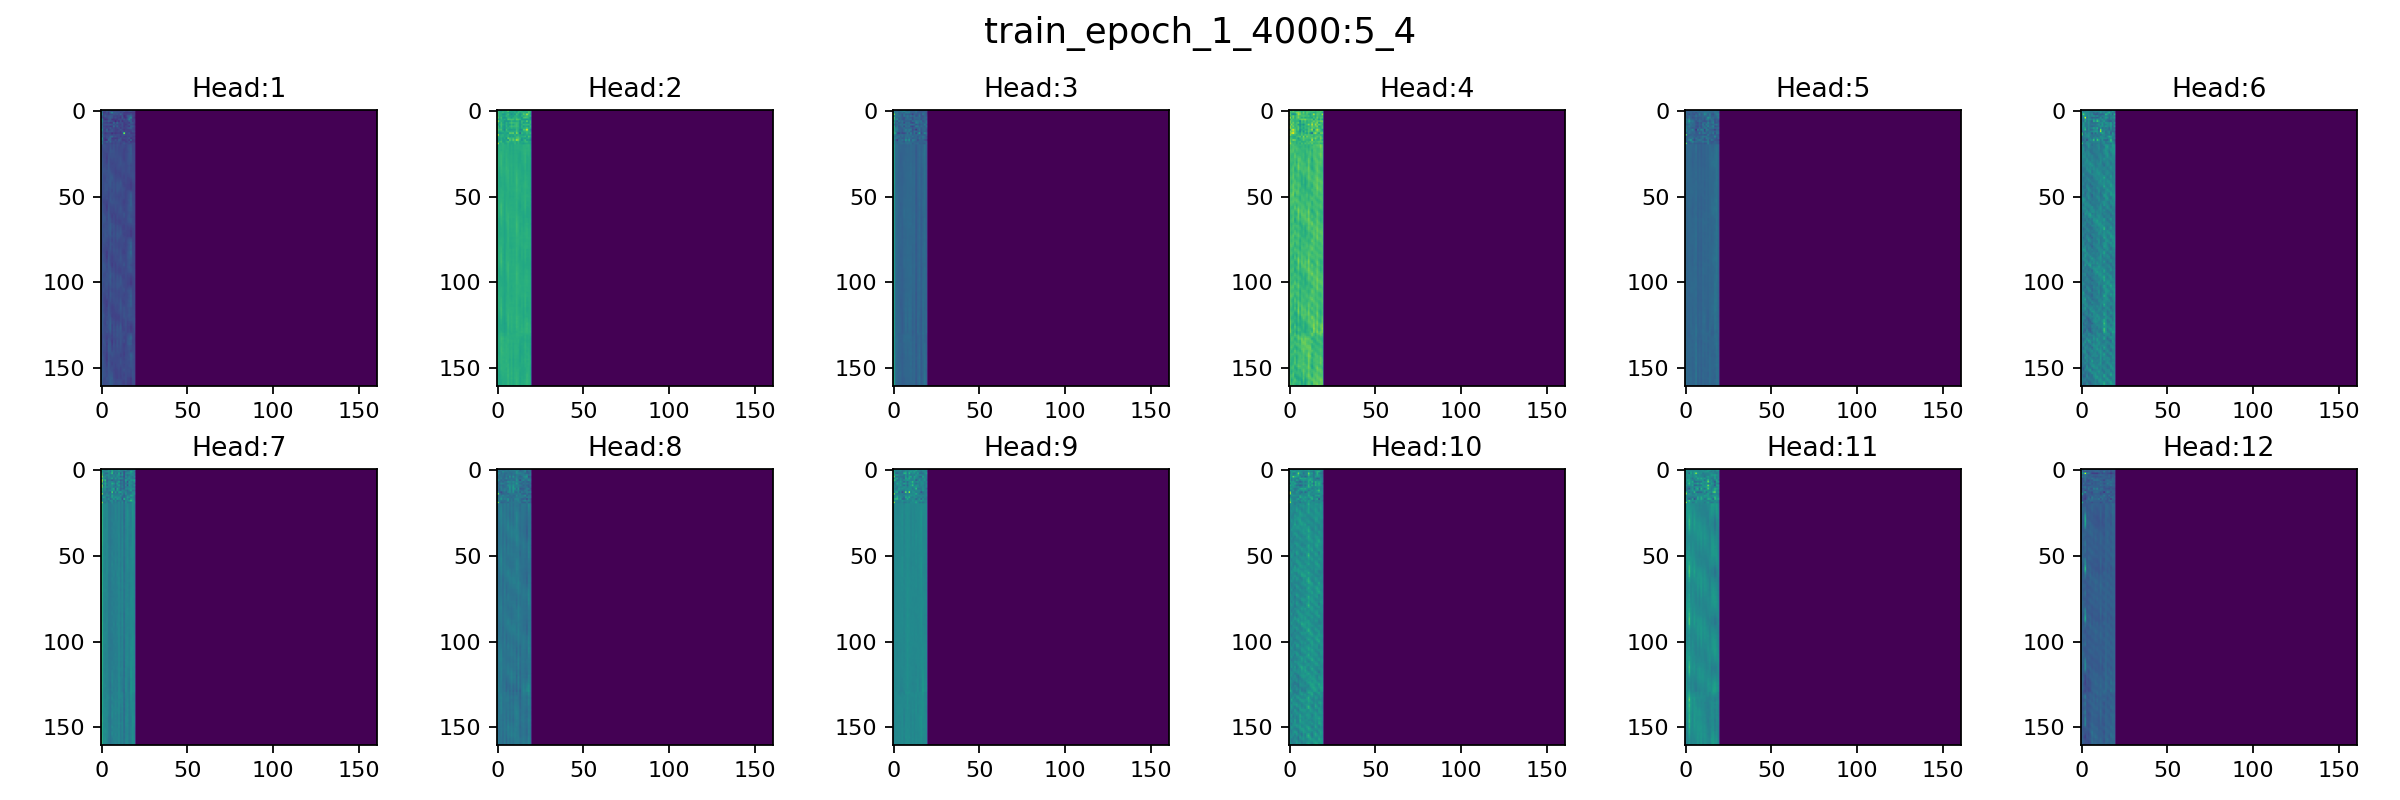 train_epoch_1_4000:5_4
Head:1 Head:2 Head:3 Head:4 Head:5 Head:6
0 0 0 0 0 0
50 50 50 50 50 50
100 100 100 100 100 100
150 150 150 150 150 150
0 50 100 150 0 50 100 150 0 50 100 150 0 50 100 150 0 50 100 150 0 50 100 150
Head:7 Head:8 Head:9 Head:10 Head:11 Head:12
0 0 0 0 0 0
50 50 50 50 50 50
100 100 100 100 100 100
150 150 150 150 150 150
0 50 100 150 0 50 100 150 0 50 100 150 0 50 100 150 0 50 100 150 0 50 100 150